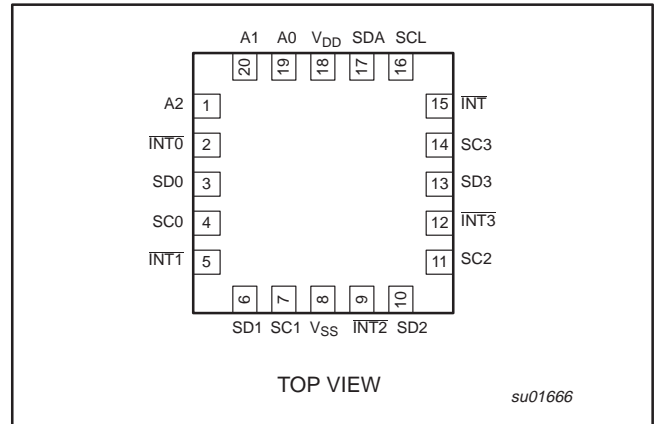 A1 A0 VDD SDA SCL
20 19 18 17 16
A2 1 15 INT
INT0 2 14 SC3
SD0 3 13 SD3
SC0 4 12 INT3
INT1 5 11 SC2
6 7 8 9 10
SD1 SC1 VSS INT2 SD2
TOP VIEW
su01666